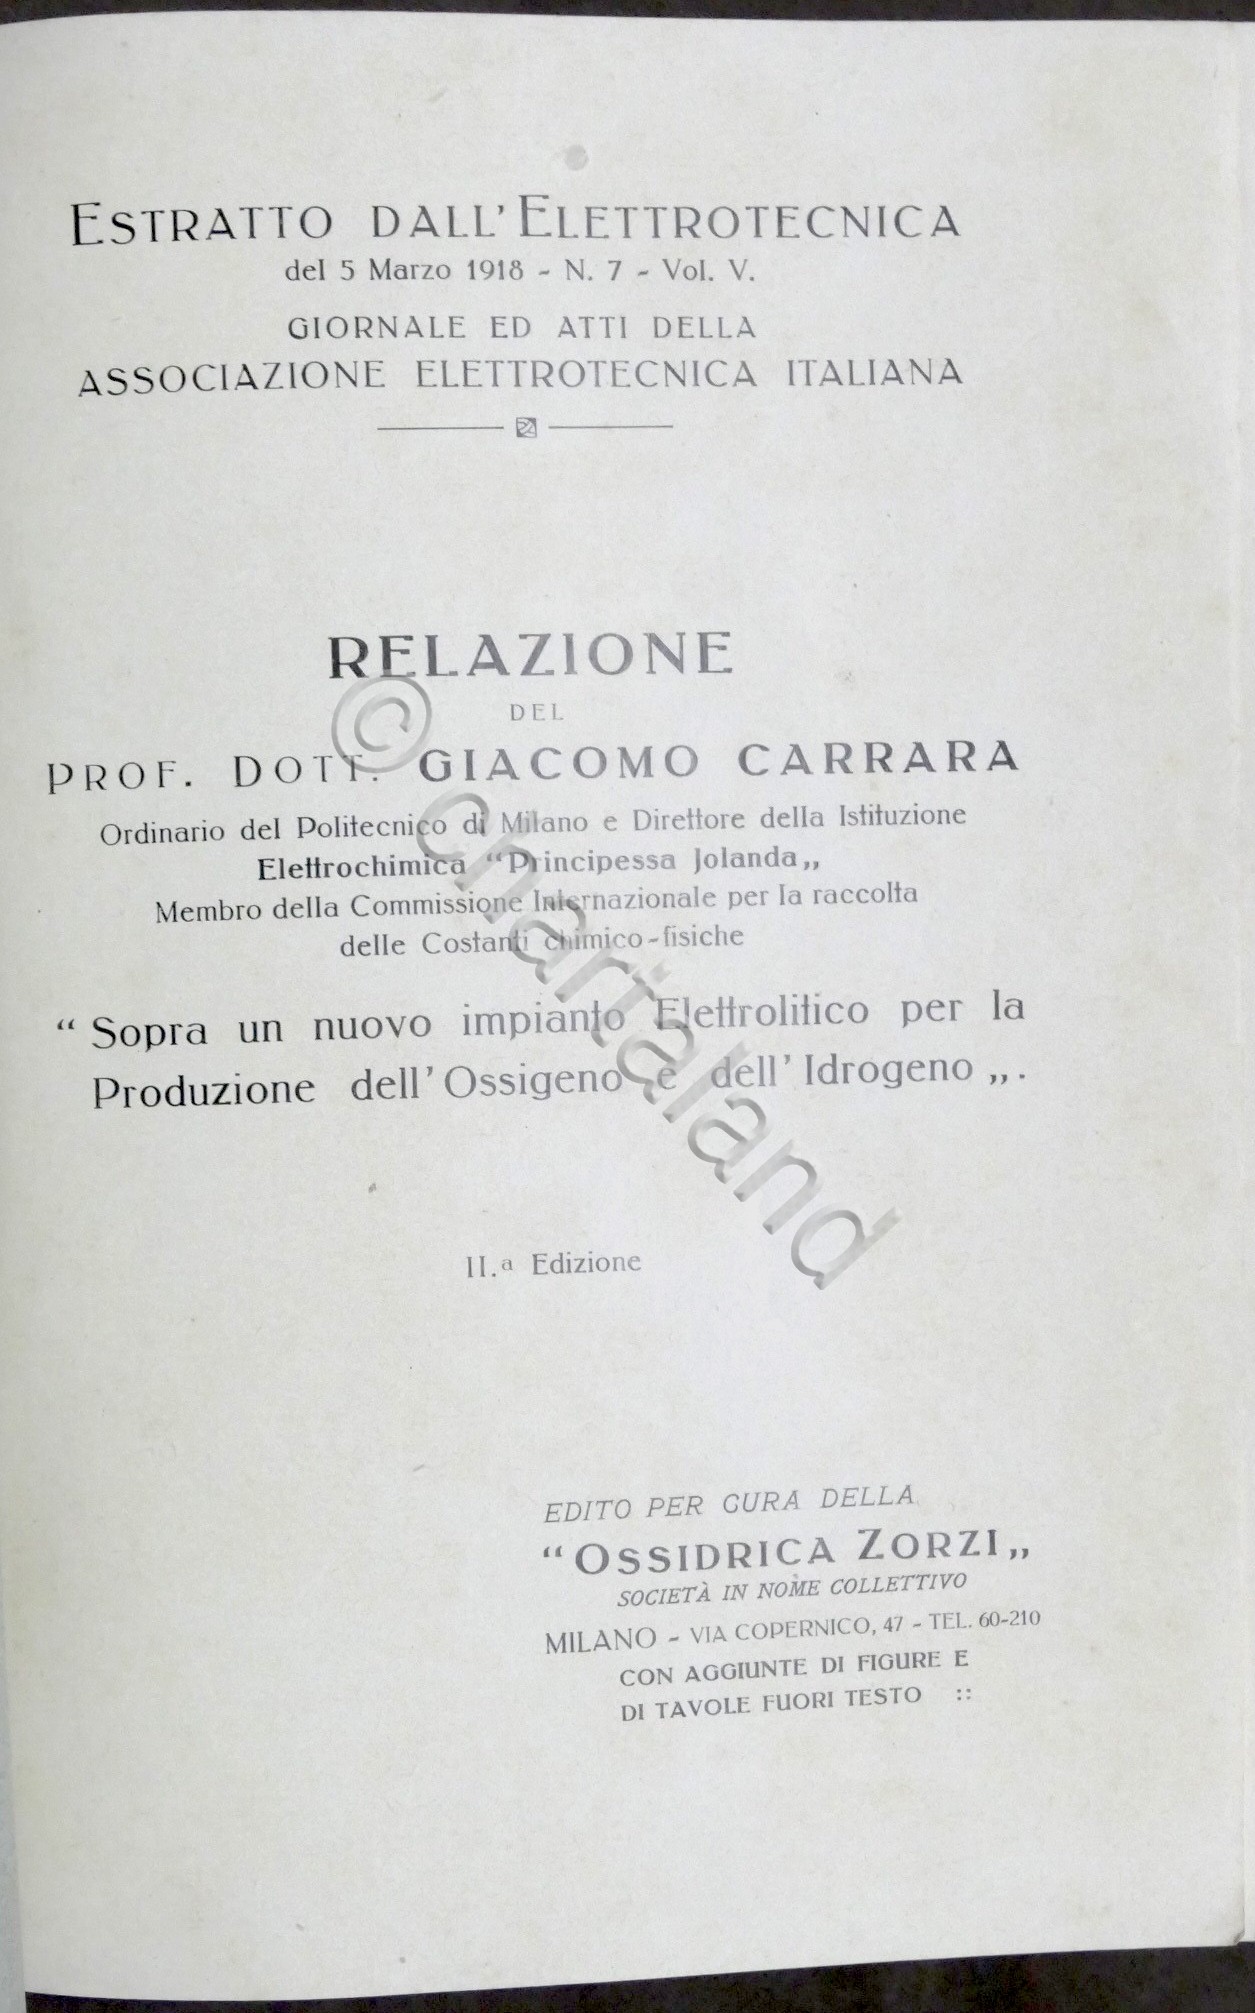 ESTRATTO DALL'ELETTROTECNICA
del 5 Marzo 1918 - N. 7 - Vol. V.
GIORNALE ED ATTI DELLA
ASSOCIAZIONE ELETTROTECNICA ITALIANA
RELAZIONE
DEL
PROF. DOTT. GIACOMO CARRARA
Ordinario del Politecnico di Milano e Direttore della Istituzione
Elettrochimica “Principessa Jolanda„
Membro della Commissione Internazionale per la raccolta
delle Costanti chimico-fisiche
“Sopra un nuovo impianto Elettrolitico per la
Produzione dell'Ossigeno e dell'Idrogeno„.
II.ª Edizione
EDITO PER CURA DELLA
“OSSIDRICA ZORZI„
SOCIETÀ IN NOME COLLETTIVO
MILANO - VIA COPERNICO, 47 - TEL. 60-210
CON AGGIUNTE DI FIGURE E
DI TAVOLE FUORI TESTO ::
© chartaland